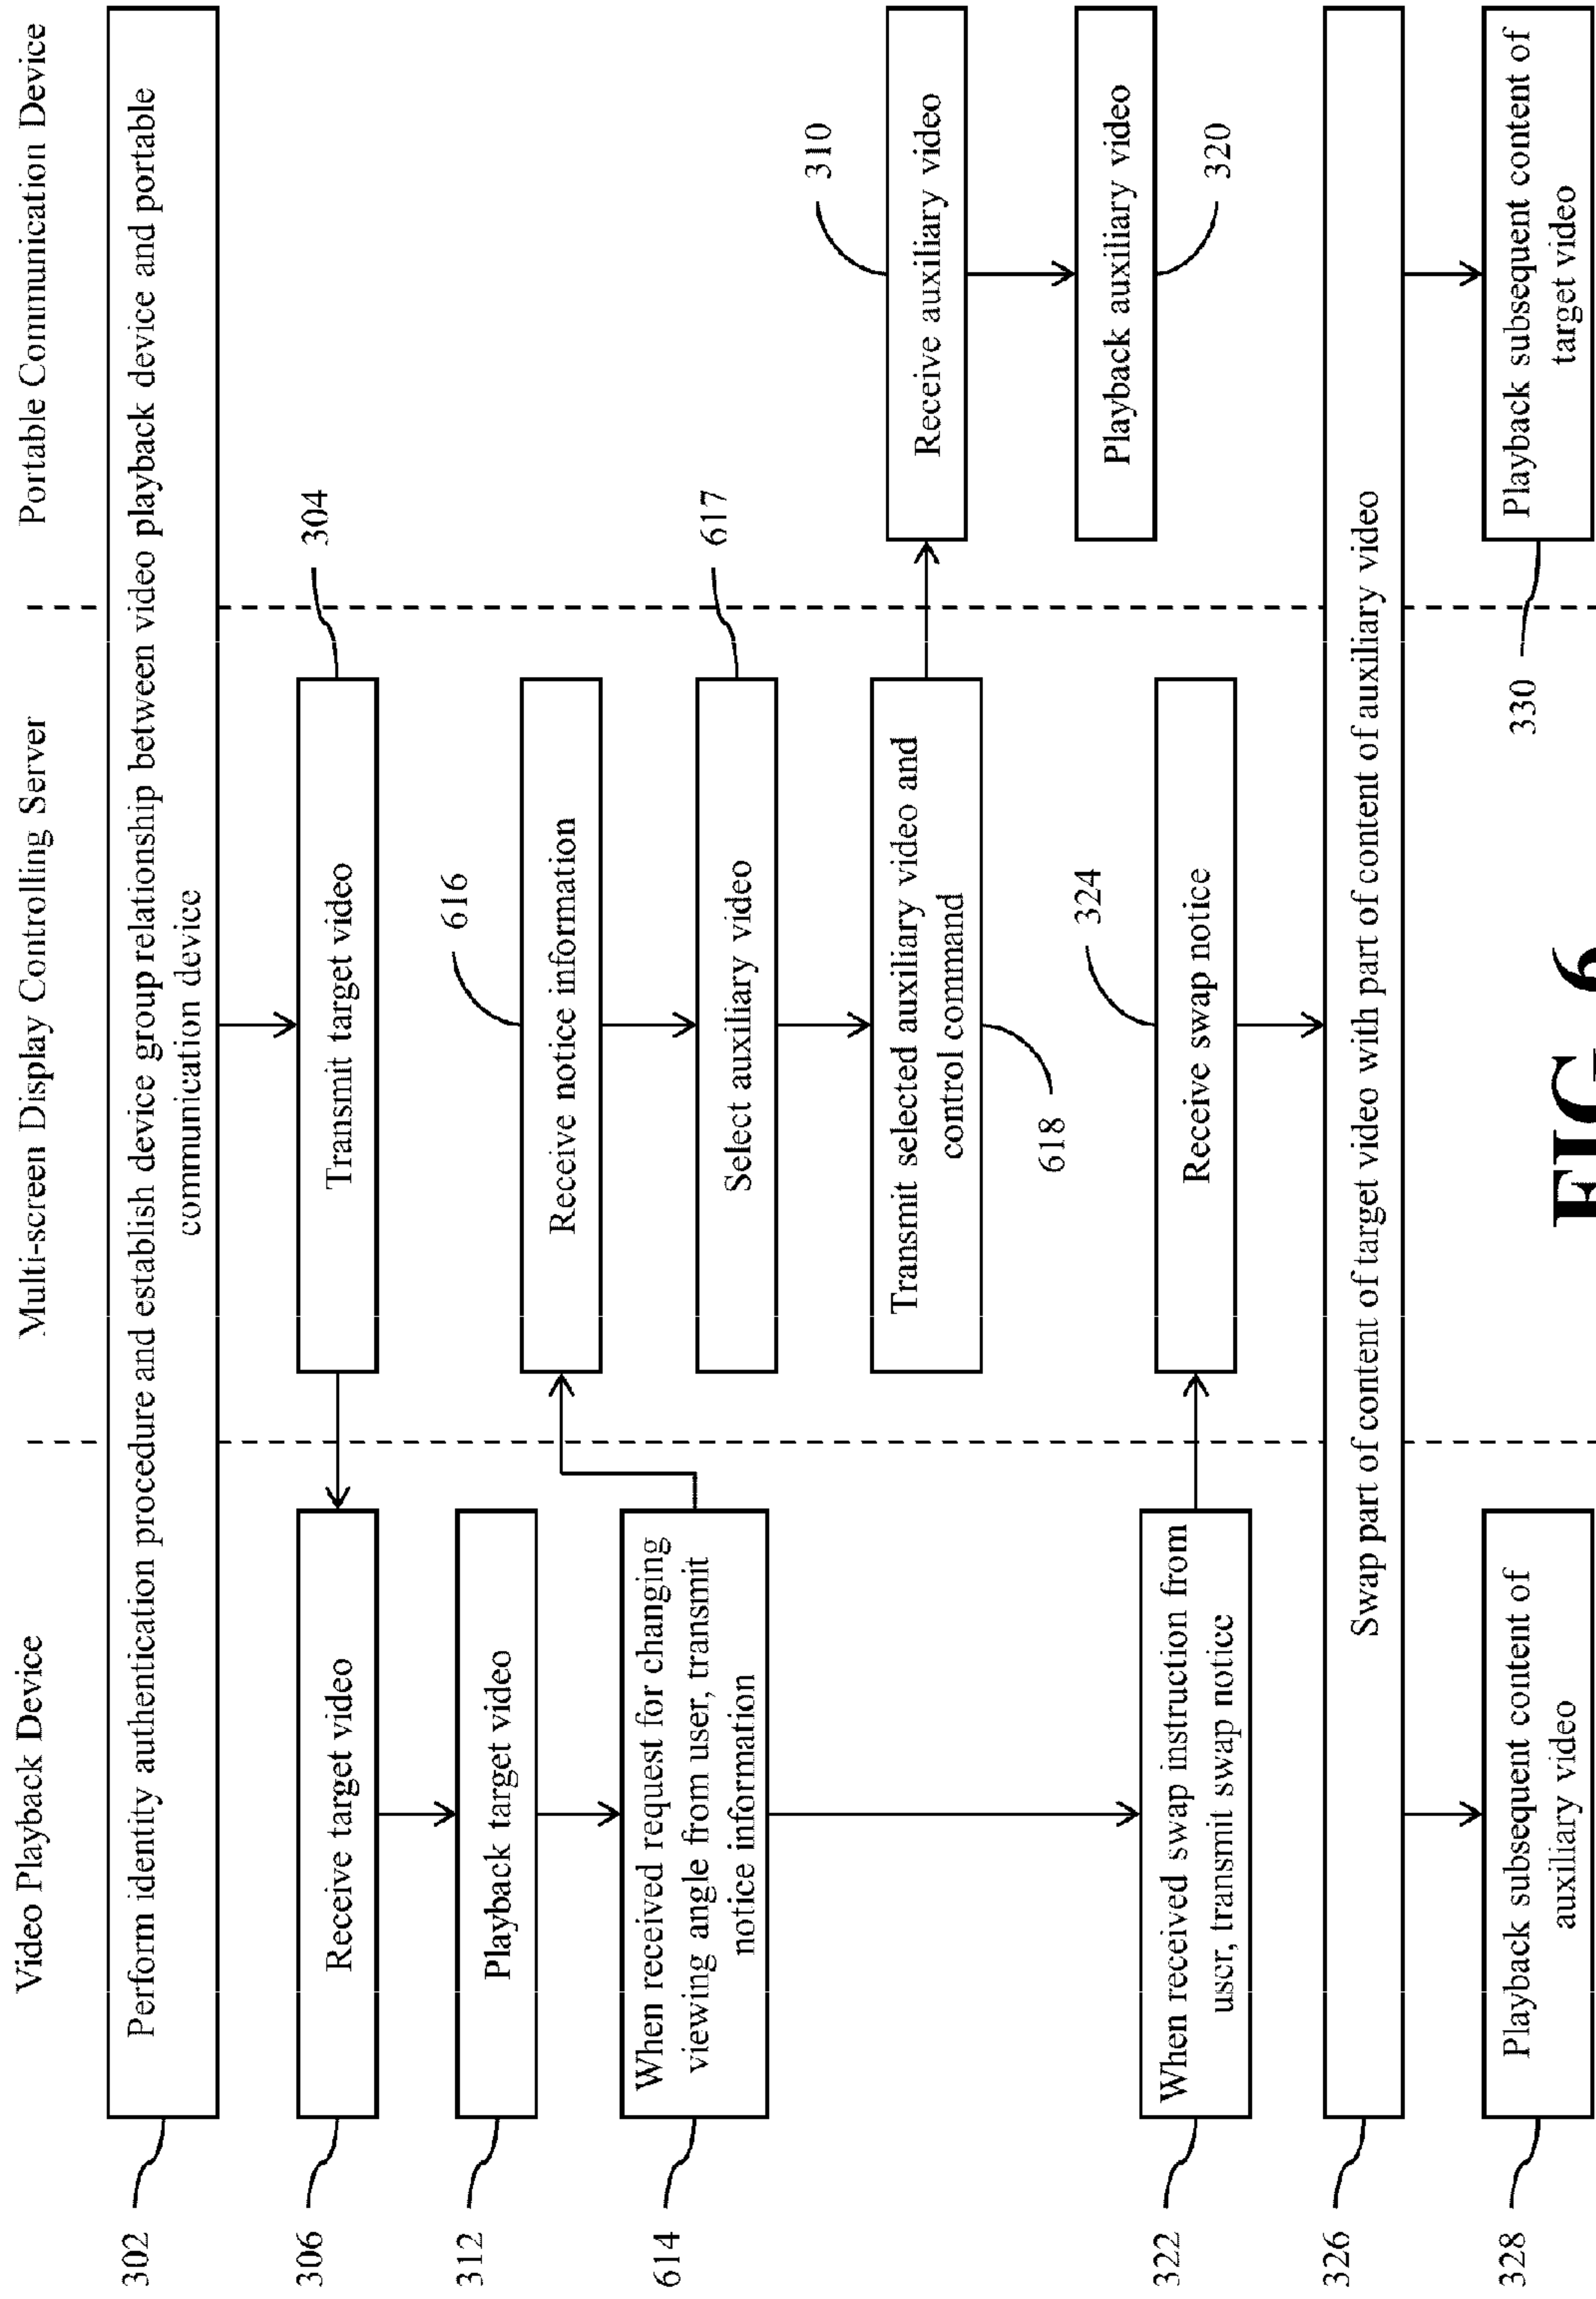 Video Playback Device
Multi-screen Display Controlling Server
Portable Communication Device
302
Perform identity authentication procedure and establish device group relationship between video playback device and portable
communication device
304
Transmit target video
306
Receive target video
312
Playback target video
614
When received request for changing
viewing angle from user, transmit
notice information
616
Receive notice information
617
Select auxiliary video
Transmit selected auxiliary video and
control command
618
310
Receive auxiliary video
Playback auxiliary video
320
322
When received swap instruction from
user, transmit swap notice
324
Receive swap notice
326
Swap part of content of target video with part of content of auxiliary video
328
Playback subsequent content of
auxiliary video
330
Playback subsequent content of
target video
FIG 6